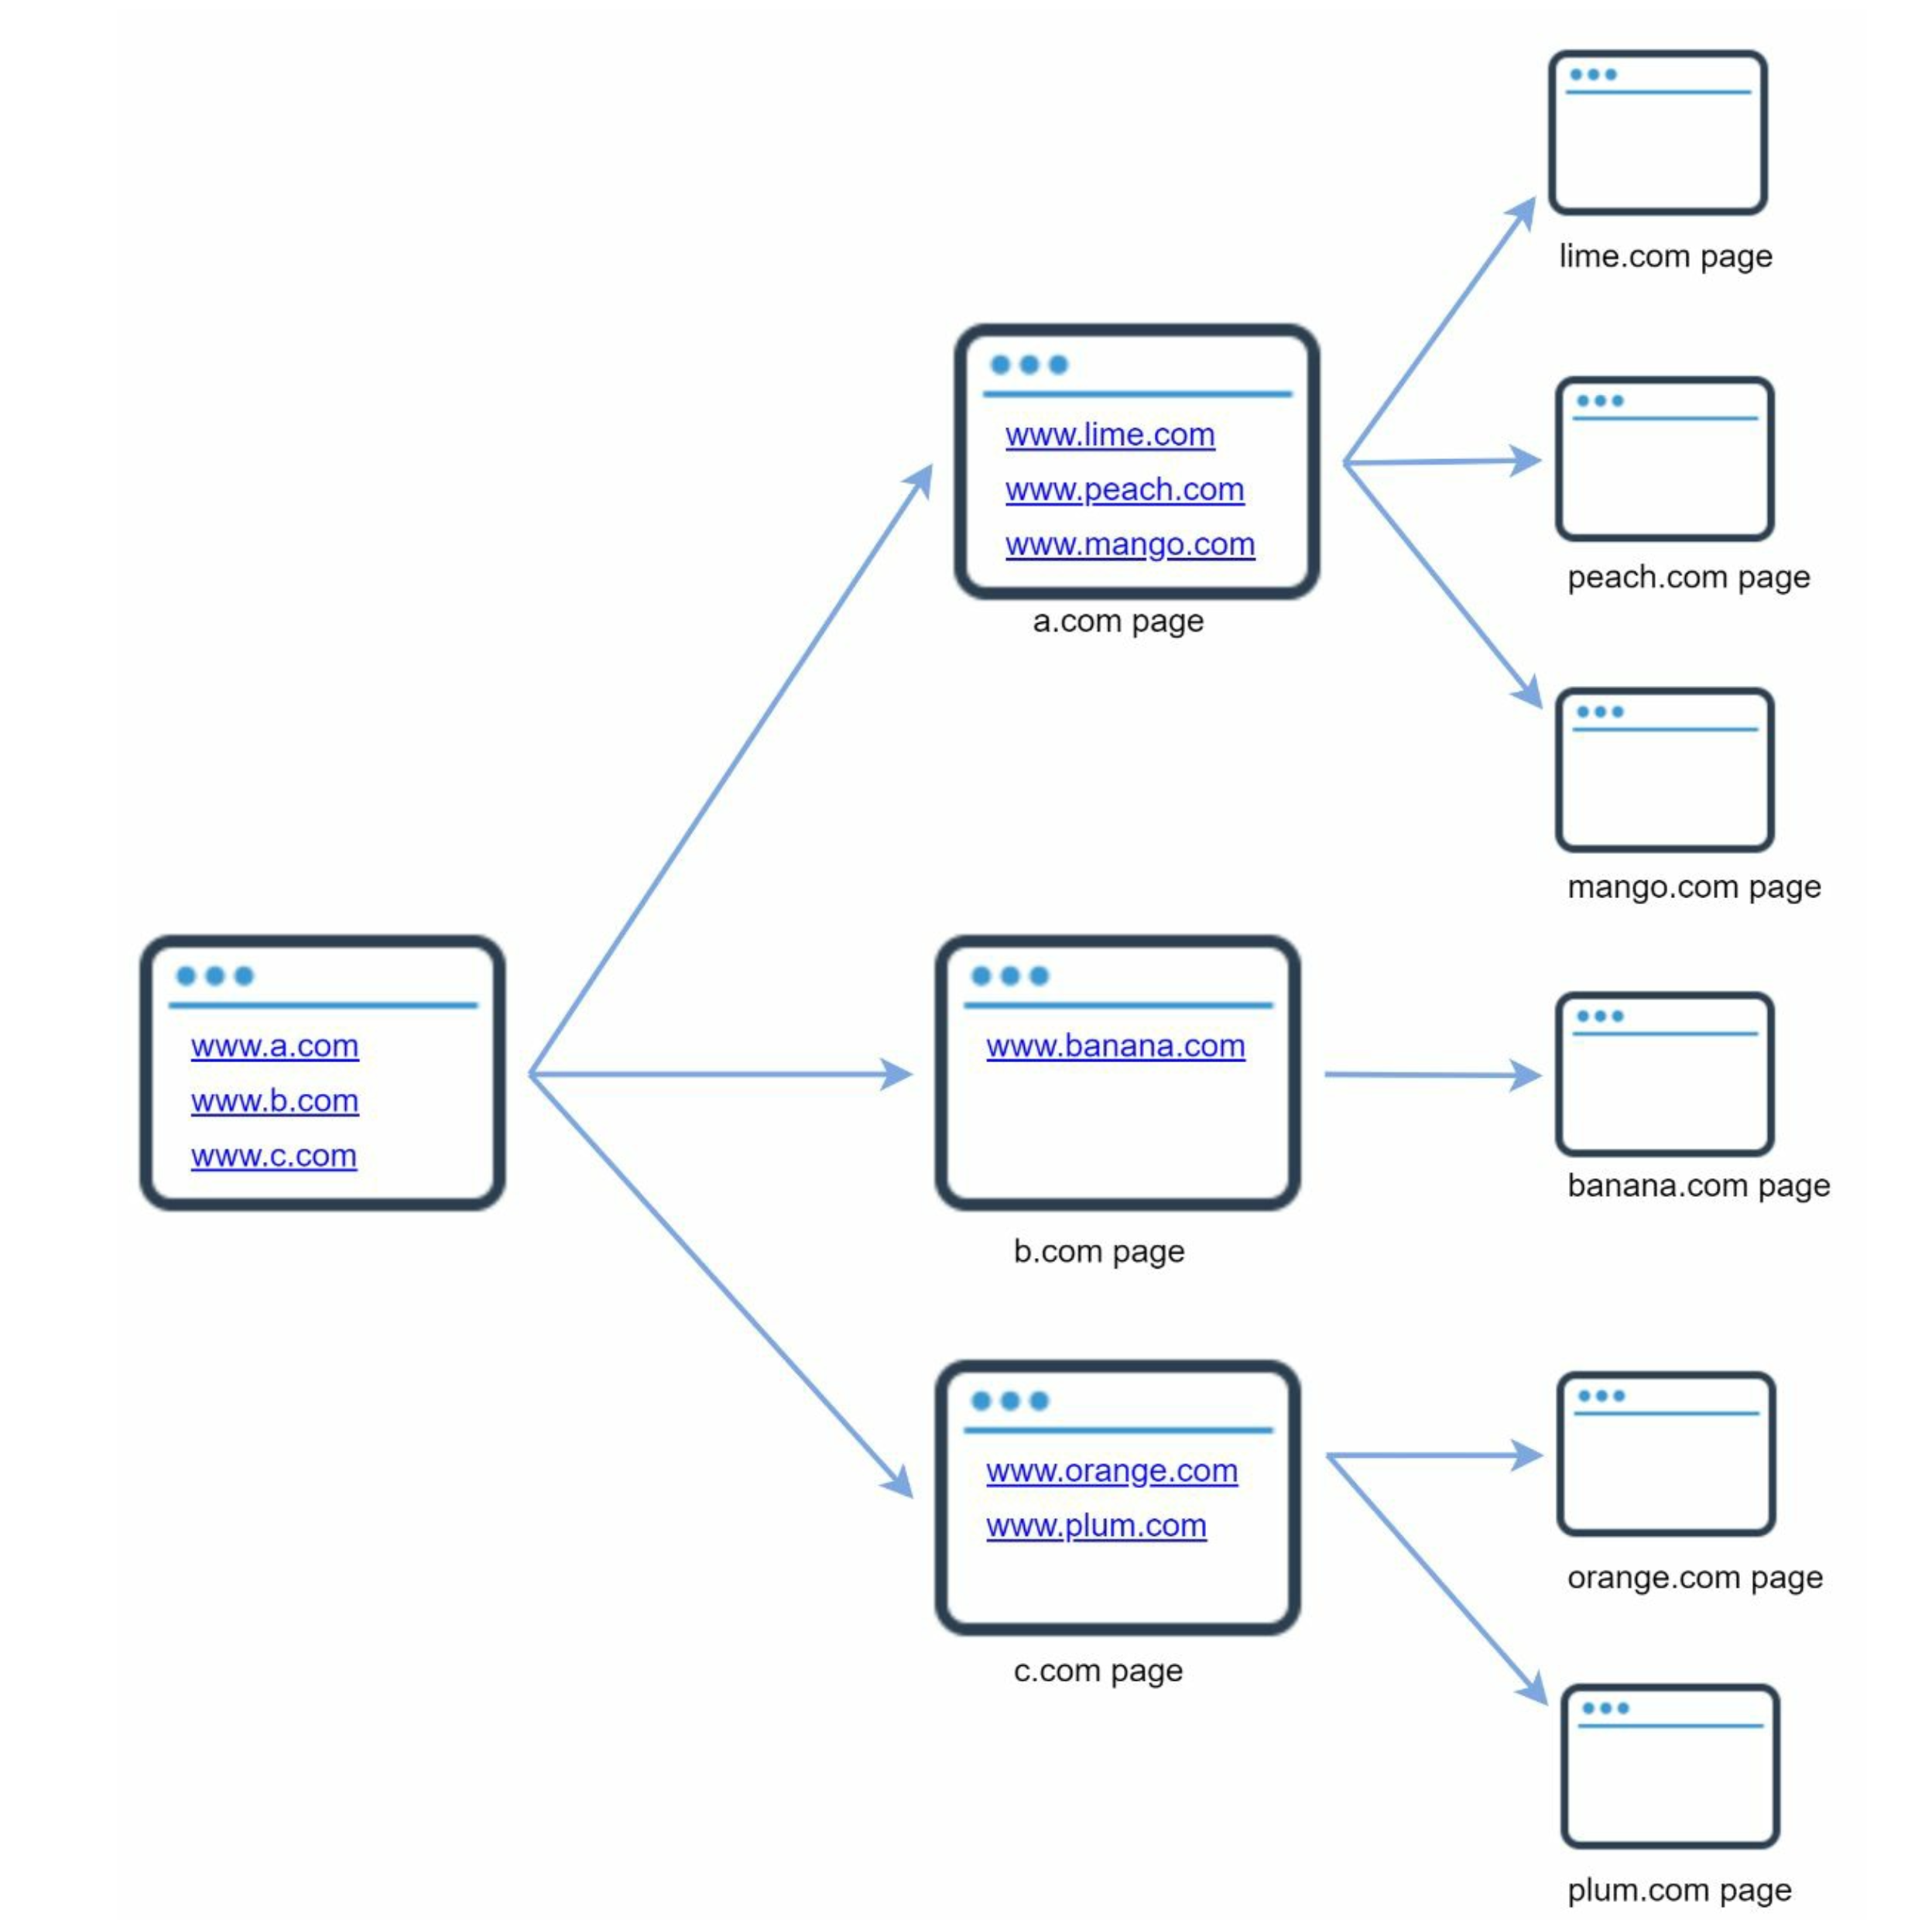 www.a.com
www.b.com
www.c.com
www.lime.com
www.peach.com
www.mango.com
a.com page
www.banana.com
b.com page
www.orange.com
www.plum.com
c.com page
lime.com page
peach.com page
mango.com page
banana.com page
orange.com page
plum.com page